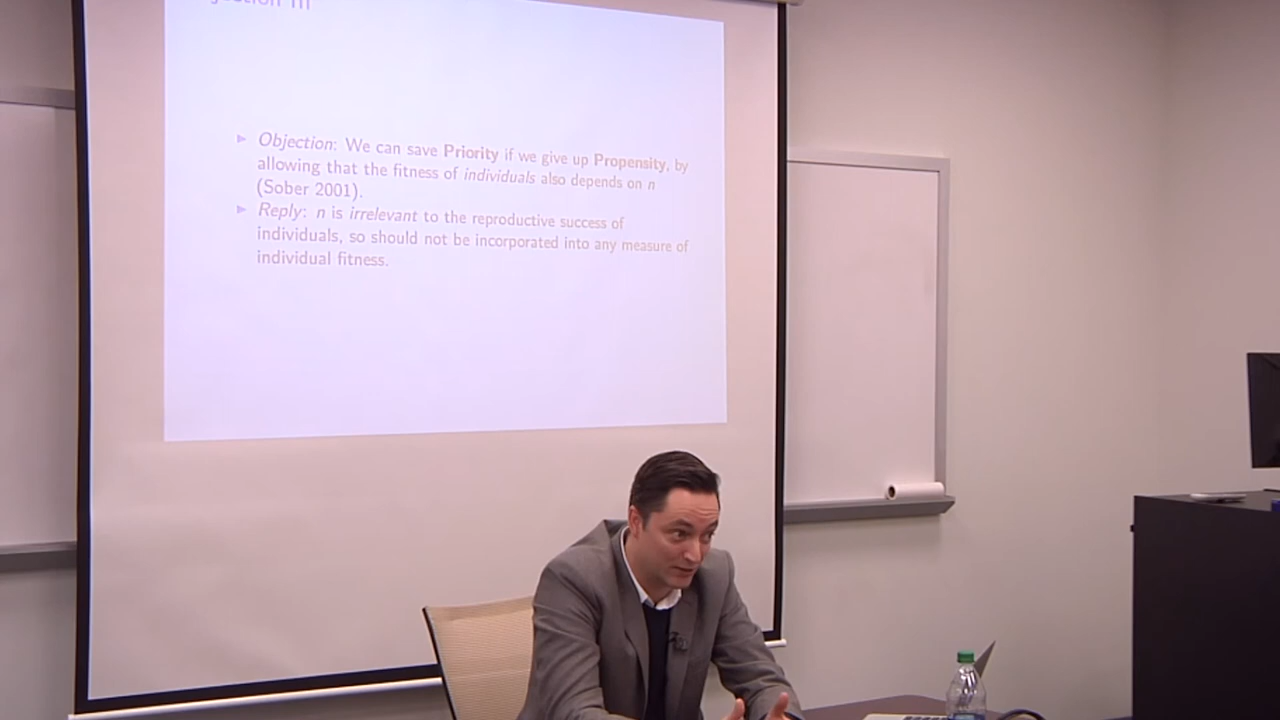 III
► Objection: We can save Priority if we give up Propensity, by
allowing that the fitness of individuals also depends on n
(Sober 2001).
► Reply: n is irrelevant to the reproductive success of
individuals, so should not be incorporated into any measure of
individual fitness.